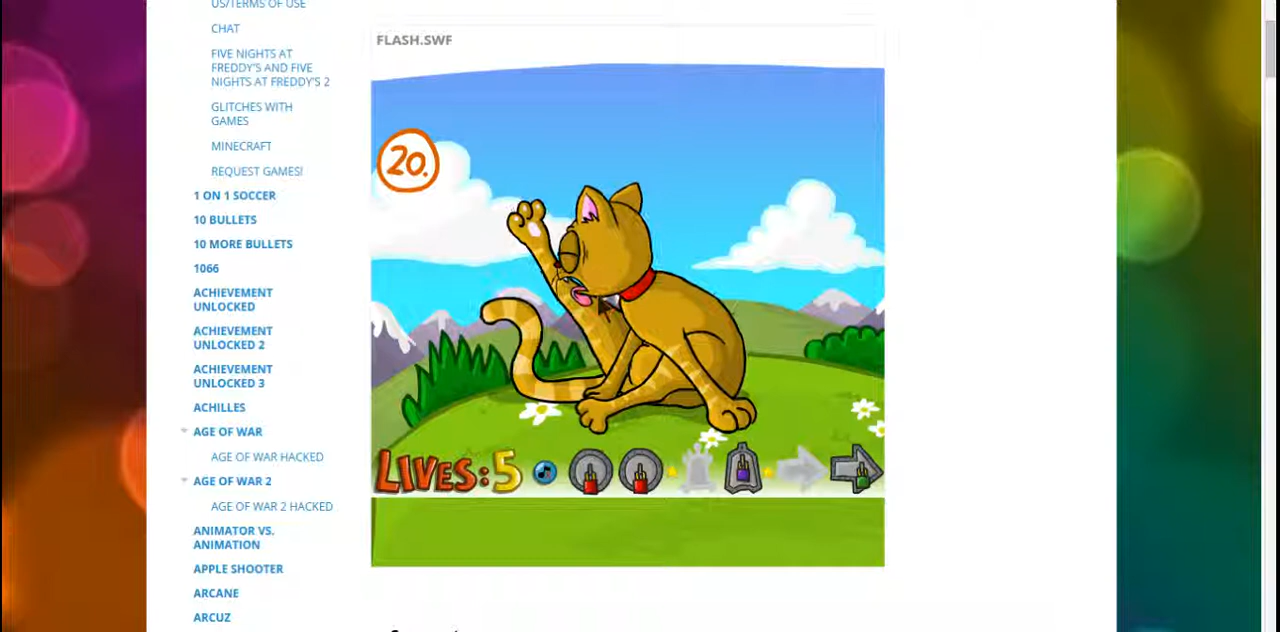 US/TERMS OF USE
CHAT
FIVE NIGHTS AT
FREDDY'S AND FIVE
NIGHTS AT FREDDY'S 2
GLITCHES WITH
GAMES
MINECRAFT
REQUEST GAMES!
1 ON 1 SOCCER
10 BULLETS
10 MORE BULLETS
1066
ACHIEVEMENT
UNLOCKED
ACHIEVEMENT
UNLOCKED 2
ACHIEVEMENT
UNLOCKED 3
ACHILLES
AGE OF WAR
AGE OF WAR HACKED
AGE OF WAR 2
AGE OF WAR 2 HACKED
ANIMATOR VS.
ANIMATION
APPLE SHOOTER
ARCANE
ARCUZ
FLASH.SWF
20.
LIVES:5